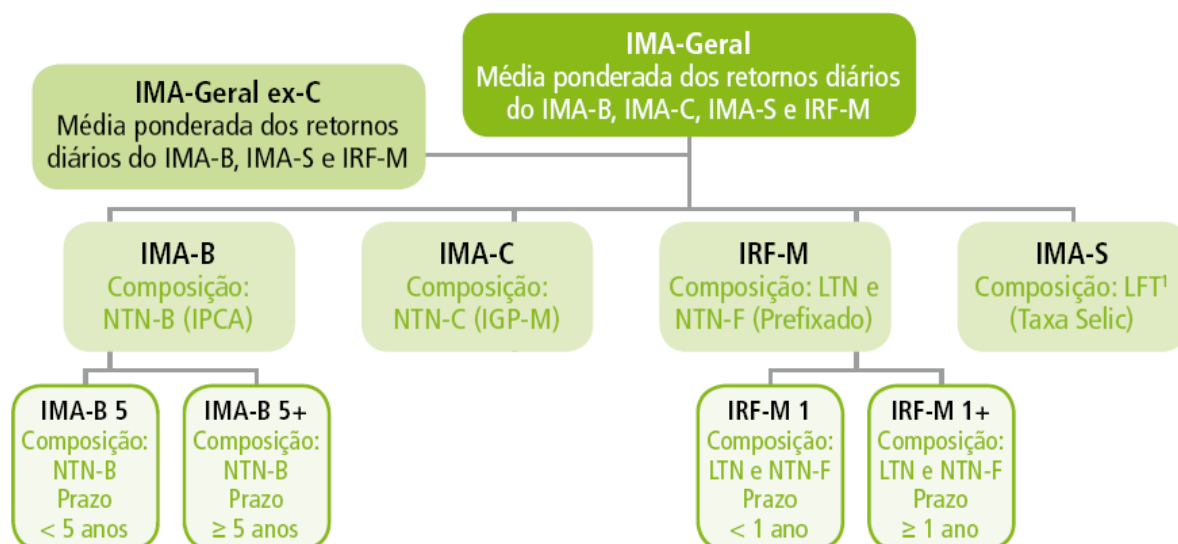 IMA-Geral
Média ponderada dos retornos diários
do IMA-B, IMA-C, IMA-S e IRF-M
IMA-Geral ex-C
Média ponderada dos retornos
diários do IMA-B, IMA-S e IRF-M
IMA-B
Composição:
NTN-B (IPCA)
IMA-C
Composição:
NTN-C (IGP-M)
IRF-M
Composição: LTN e
NTN-F (Prefixado)
IMA-S
Composição: LFT¹
(Taxa Selic)
IMA-B 5
Composição:
NTN-B
Prazo
< 5 anos
IMA-B 5+
Composição:
NTN-B
Prazo
≥ 5 anos
IRF-M 1
Composição:
LTN e NTN-F
Prazo
< 1 ano
IRF-M 1+
Composição:
LTN e NTN-F
Prazo
≥ 1 ano